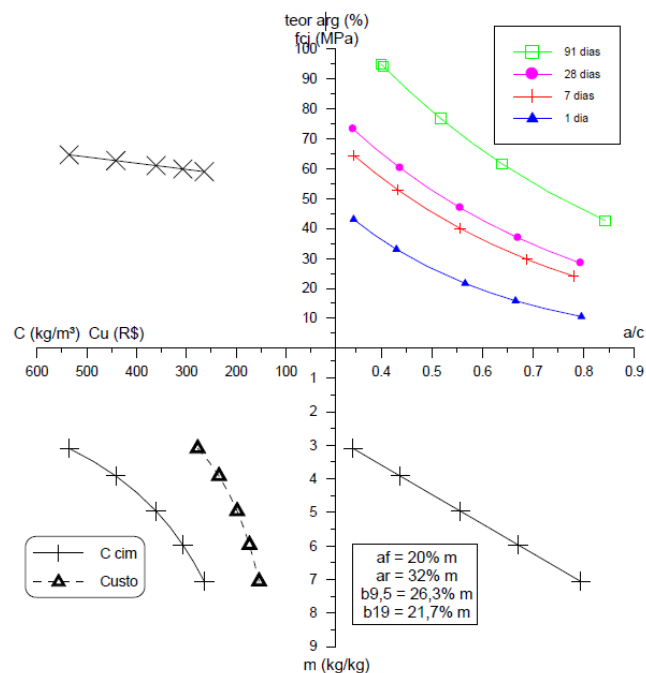 teor arg (%)
fci (MPa)
100
90
80
70
60
50
40
30
20
10
91 dias
28 dias
7 dias
1 dia
C (kg/m³) Cu (R$)
a/c
600 500 400 300 200 100
0.4 0.5 0.6 0.7 0.8 0.9
1
2
3
4
5
6
7
8
9
C cim
Custo
af = 20% m
ar = 32% m
b9,5 = 26,3% m
b19 = 21,7% m
m (kg/kg)